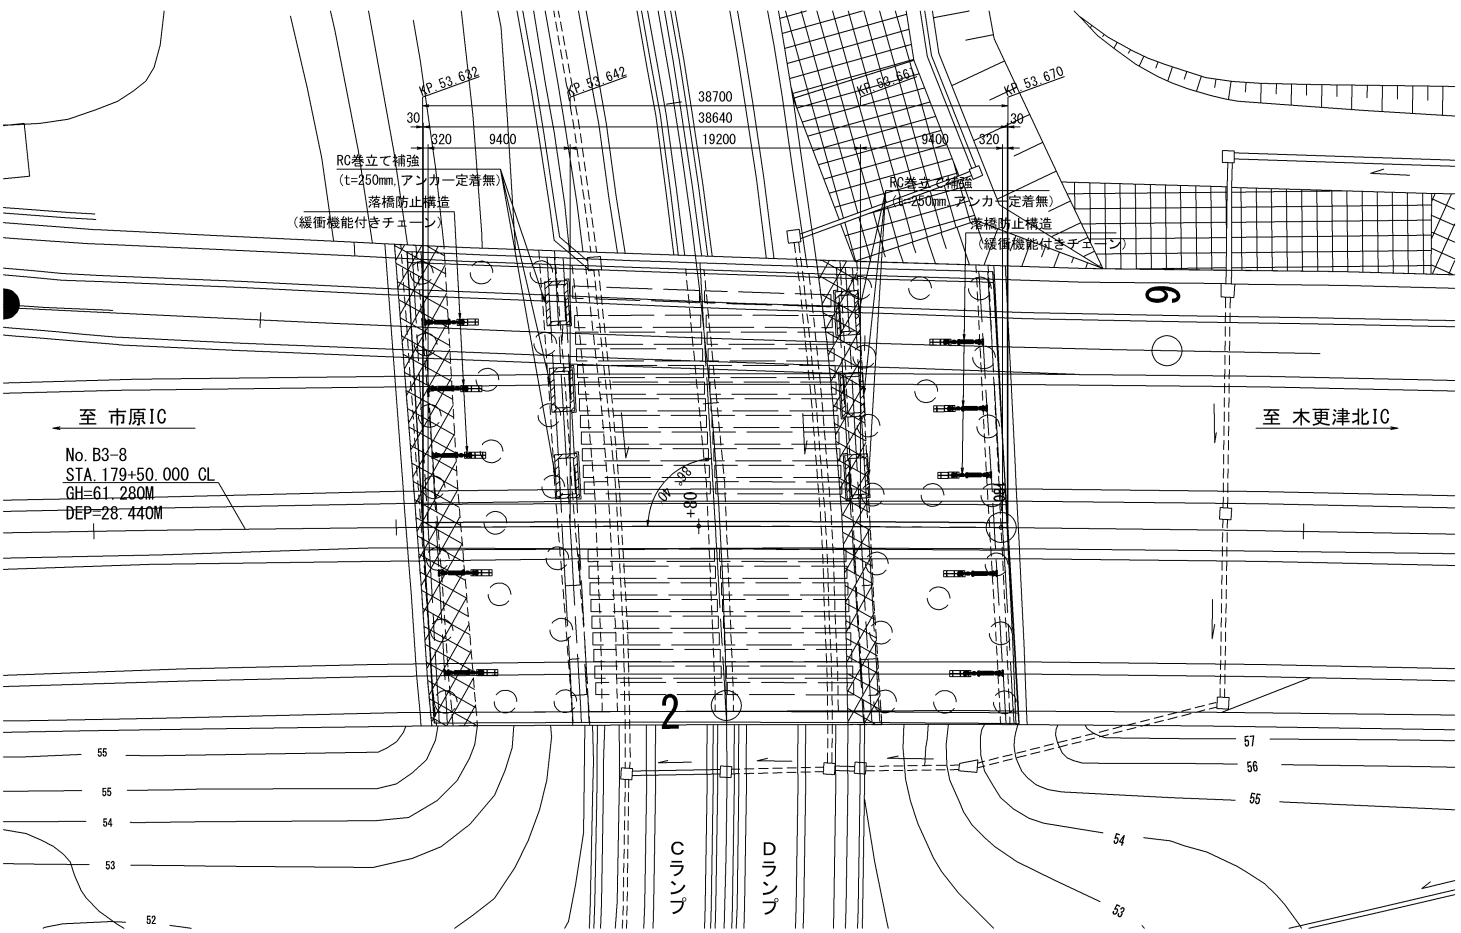 KP 53.632
KP 53.642
KP 53.66
KP 53.670
38700
30
38640
30
320
9400
19200
9400
320
RC巻立て補強
(t=250mm,アンカー定着無)
落橋防止構造
(緩衝機能付きチェーン)
RC巻立て補強
(t=250mm,アンカー定着無)
落橋防止構造
(緩衝機能付きチェーン)
9
至 市原IC
至 木更津北IC
No.B3-8
STA.179+50.000 CL
GH=61.280M
DEP=28.440M
86° 40
+80
2
55
55
54
53
52
57
56
55
54
53
Cランプ
Dランプ